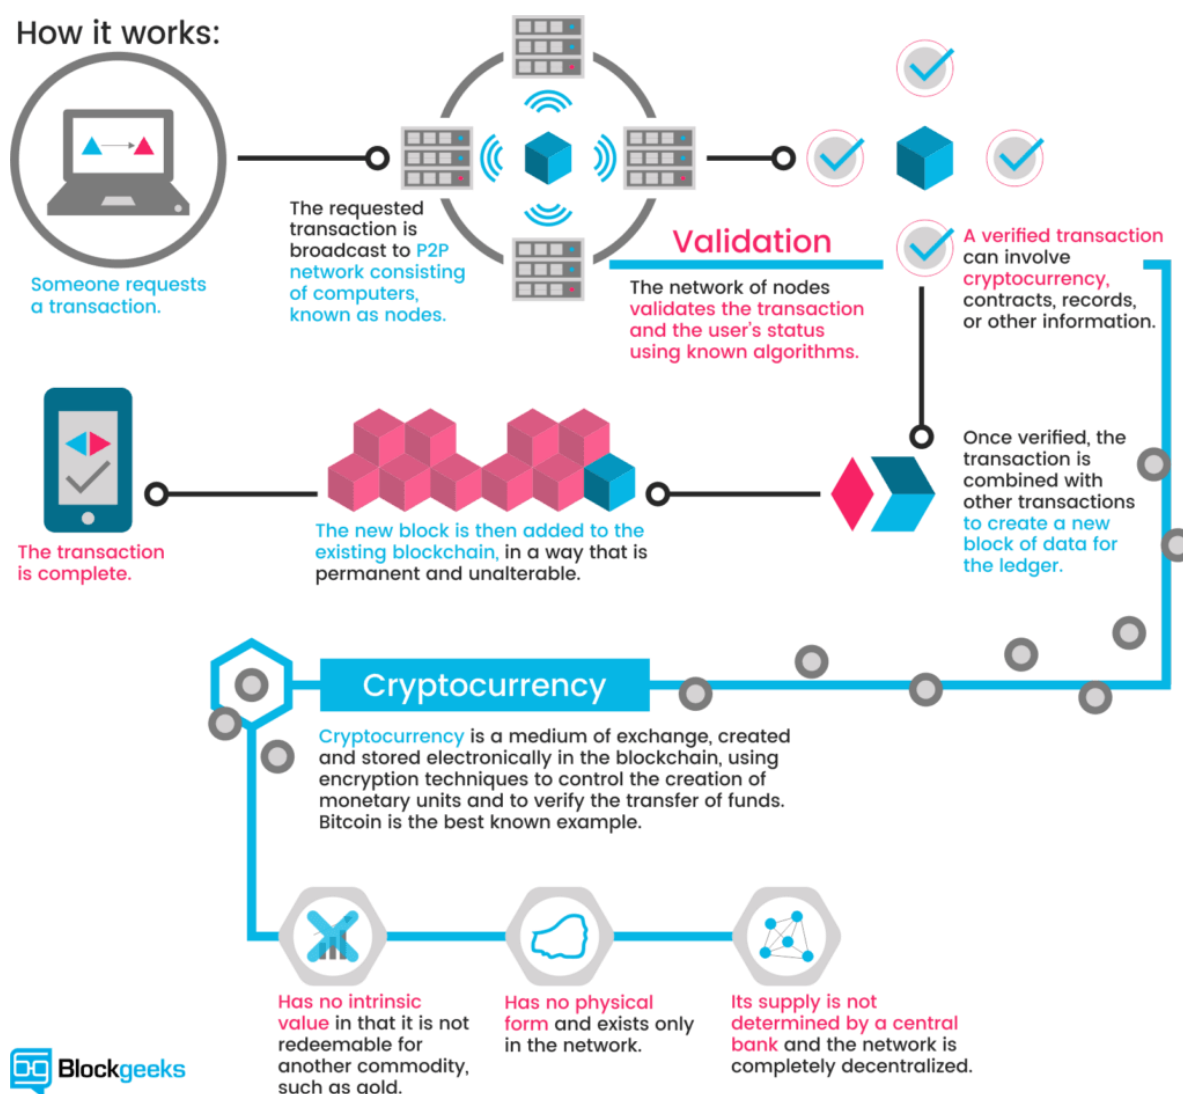 How it works:
Someone requests
a transaction.
The requested
transaction is
broadcast to P2P
network consisting
of computers,
known as nodes.
Validation
The network of nodes
validates the transaction
and the user's status
using known algorithms.
A verified transaction
can involve
cryptocurrency,
contracts, records,
or other information.
Once verified, the
transaction is
combined with
other transactions
to create a new
block of data for
the ledger.
The new block is then added to the
existing blockchain, in a way that is
permanent and unalterable.
The transaction
is complete.
Cryptocurrency
Cryptocurrency is a medium of exchange, created
and stored electronically in the blockchain, using
encryption techniques to control the creation of
monetary units and to verify the transfer of funds.
Bitcoin is the best known example.
Has no intrinsic
value in that it is not
redeemable for
another commodity,
such as gold.
Has no physical
form and exists only
in the network.
Its supply is not
determined by a central
bank and the network is
completely decentralized.
Blockgeeks